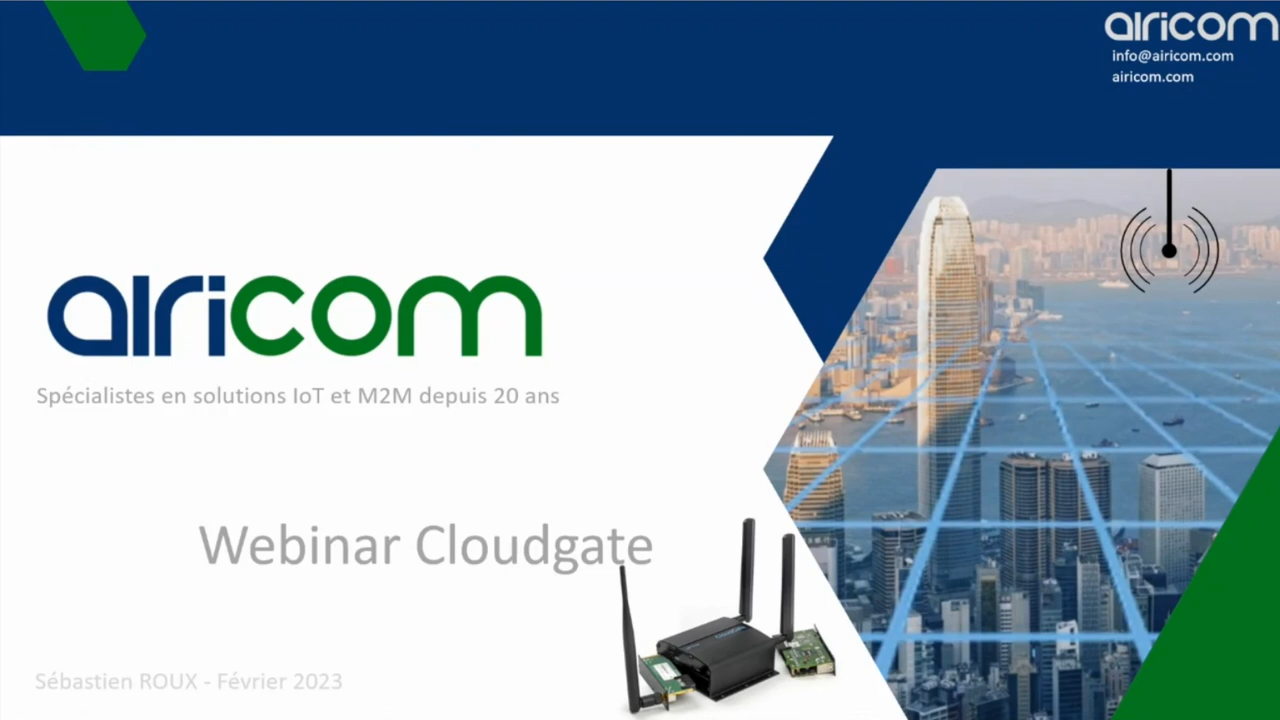 airicom
info@airicom.com
airicom.com
airicom
Spécialistes en solutions IoT et M2M depuis 20 ans
Webinar Cloudgate
Sébastien ROUX - Février 2023